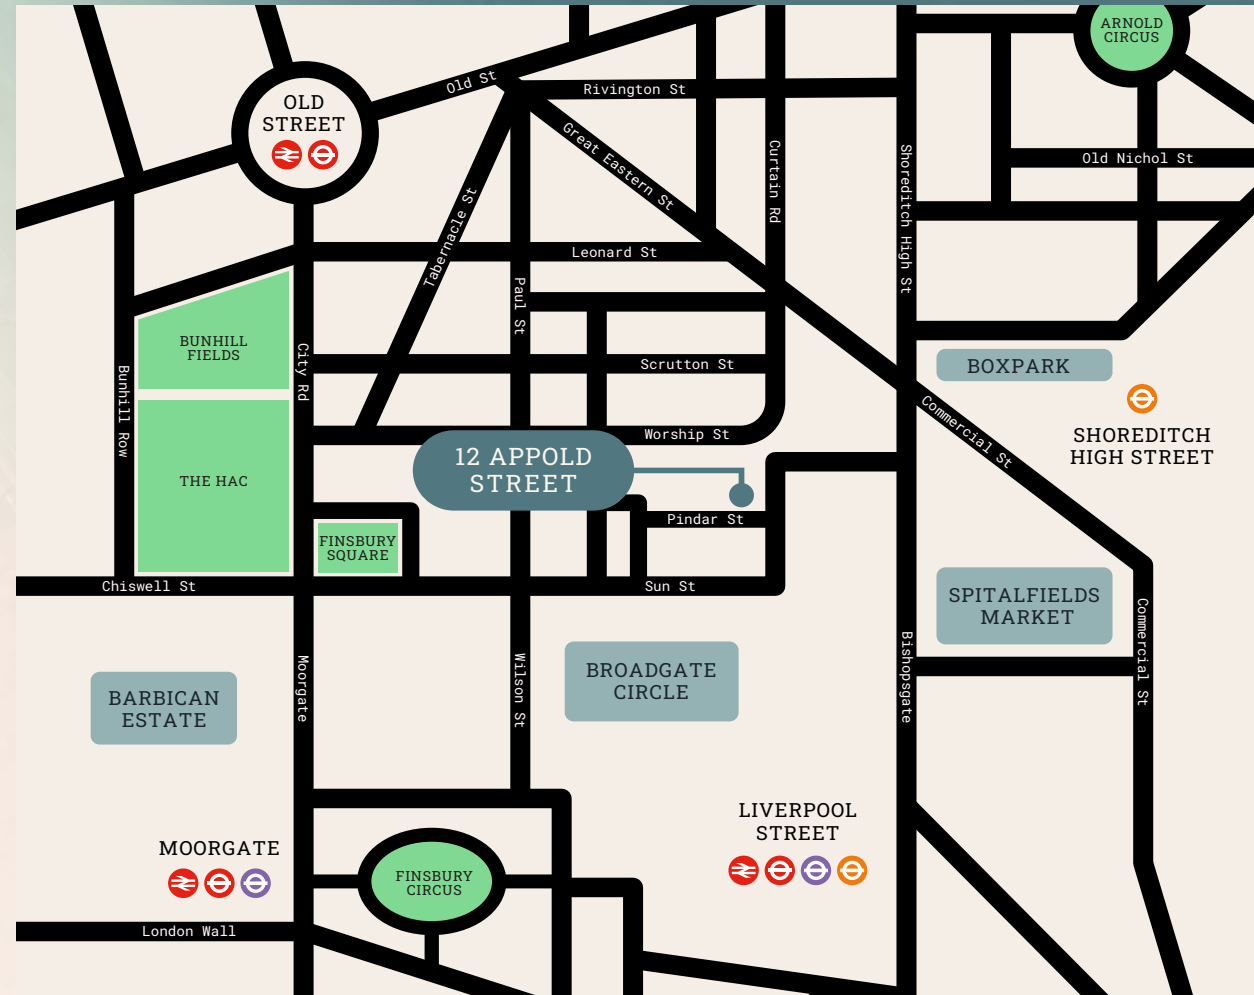 ARNOLD
CIRCUS
Old St
Rivington St
OLD
STREET
Great Eastern St
Curtain Rd
Shoreditch High St
Old Nichol St
Tabernacle St
Leonard St
Paul St
BUNHILL
FIELDS
City Rd
Scrutton St
BOXPARK
Bunhill Row
Commercial St
SHOREDITCH
HIGH STREET
Worship St
12 APPOLD
STREET
THE HAC
Pindar St
FINSBURY
SQUARE
Chiswell St
Sun St
SPITALFIELDS
MARKET
Commercial St
Moorgate
Wilson St
BROADGATE
CIRCLE
Bishopsgate
BARBICAN
ESTATE
LIVERPOOL
STREET
MOORGATE
FINSBURY
CIRCUS
London Wall